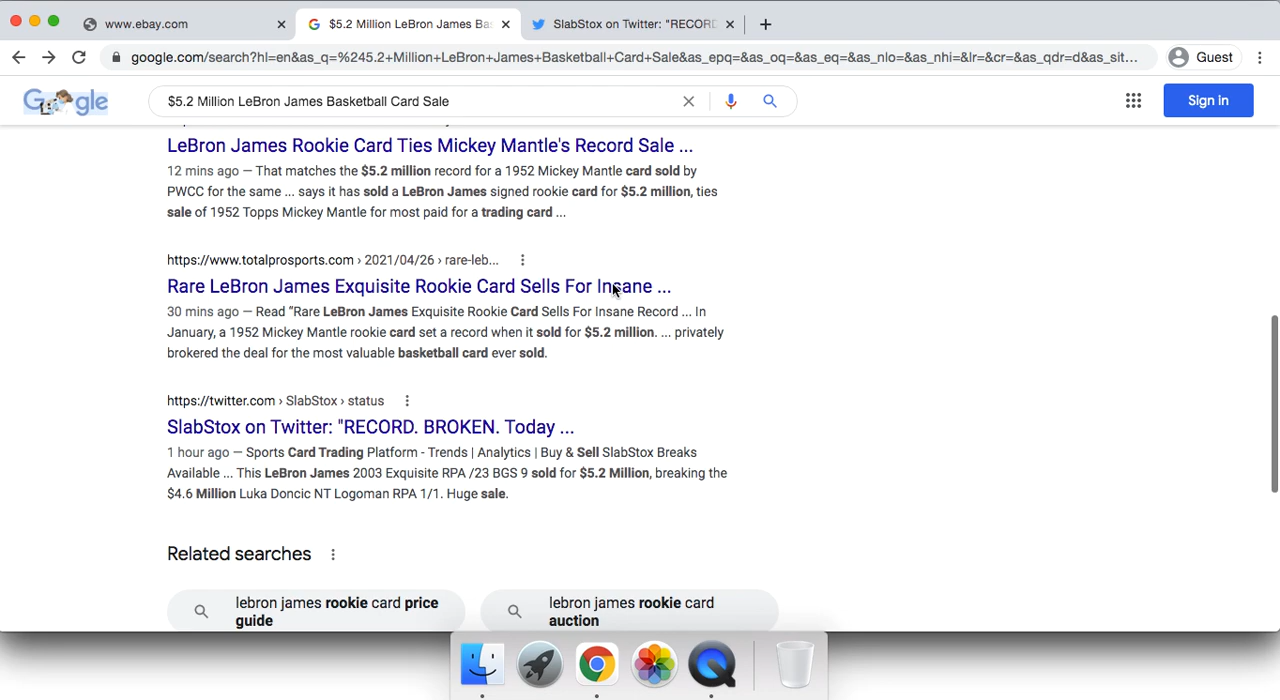 www.ebay.com
$5.2 Million LeBron James Ba
SlabStox on Twitter: "RECORD
google.com/search?hl=en&as_q=%245.2+Million+LeBron+James+Basketball+Card+Sale&as_epq=&as_oq=&as_eq=&as_nlo=&as_nhi=&lr=&cr=&as_qdr=d&as_sit...
Guest
Google
$5.2 Million LeBron James Basketball Card Sale
Sign in
LeBron James Rookie Card Ties Mickey Mantle's Record Sale ...
12 mins ago — That matches the $5.2 million record for a 1952 Mickey Mantle card sold by
PWCC for the same ... says it has sold a LeBron James signed rookie card for $5.2 million, ties
sale of 1952 Topps Mickey Mantle for most paid for a trading card ...
https://www.totalprosports.com › 2021/04/26 › rare-leb...
Rare LeBron James Exquisite Rookie Card Sells For Insane ...
30 mins ago — Read "Rare LeBron James Exquisite Rookie Card Sells For Insane Record ... In
January, a 1952 Mickey Mantle rookie card set a record when it sold for $5.2 million. ... privately
brokered the deal for the most valuable basketball card ever sold.
https://twitter.com › SlabStox › status
SlabStox on Twitter: "RECORD. BROKEN. Today ...
1 hour ago — Sports Card Trading Platform - Trends | Analytics | Buy & Sell SlabStox Breaks
Available ... This LeBron James 2003 Exquisite RPA /23 BGS 9 sold for $5.2 Million, breaking the
$4.6 Million Luka Doncic NT Logoman RPA 1/1. Huge sale.
Related searches
lebron james rookie card price
guide
lebron james rookie card
auction